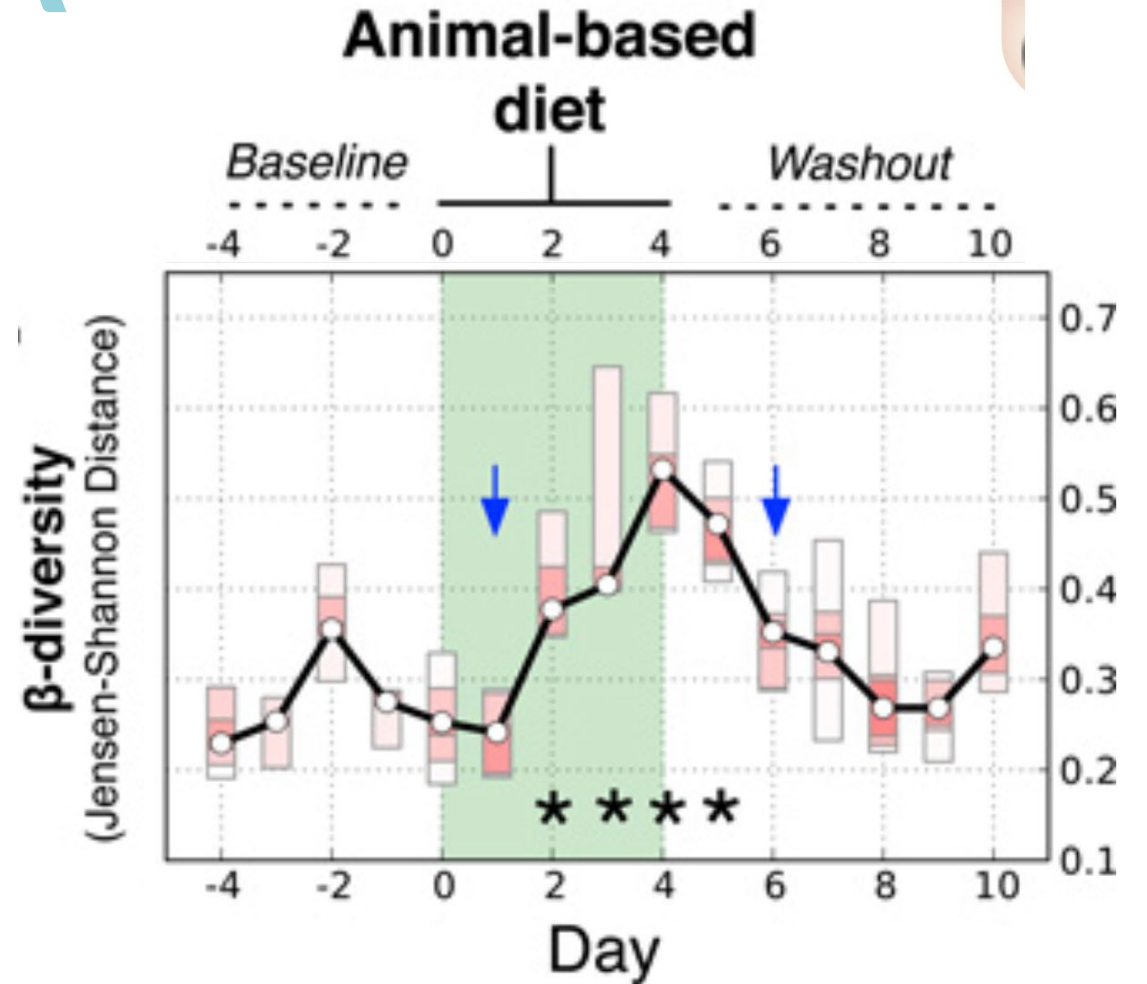 Animal-based
diet
Baseline
Washout
-4 -2 0 2 4 6 8 10
β-diversity
(Jensen-Shannon Distance)
0.7
0.6
0.5
0.4
0.3
0.2
0.1
* * * *
-4 -2 0 2 4 6 8 10
Day